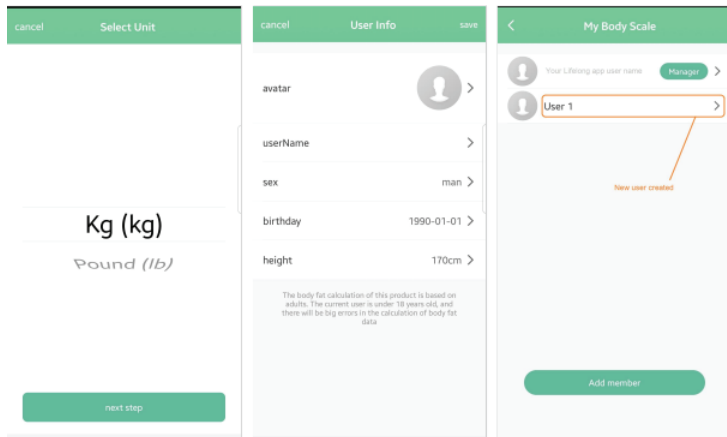 cancel Select Unit
Kg (kg)
Pound (lb)
next step
cancel User Info save
avatar
userName
sex man
birthday 1990-01-01
height 170cm
The body fat calculation of this product is based on
adults. The current user is under 18 years old, and
there will be big errors in the calculation of body fat
data
My Body Scale
Your Lifelong app user name Manager
User 1
New user created
Add member